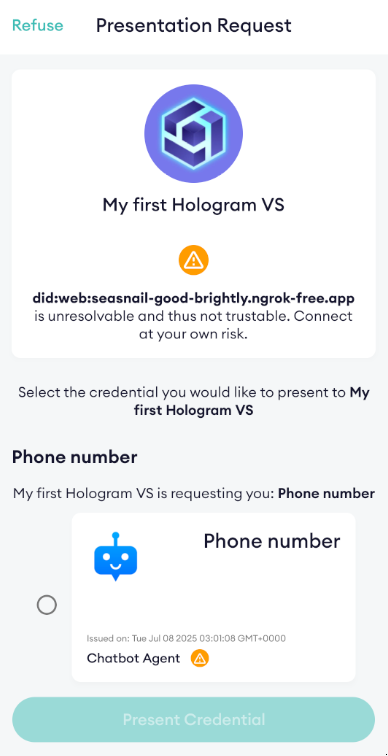 Refuse
Presentation Request
My first Hologram VS
did:web:seasnail-good-brightly.ngrok-free.app
is unresolvable and thus not trustable. Connect
at your own risk.
Select the credential you would like to present to My
first Hologram VS
Phone number
My first Hologram VS is requesting you: Phone number
Phone number
Issued on: Tue Jul 08 2025 03:01:08 GMT+0000
Chatbot Agent
Present Credential